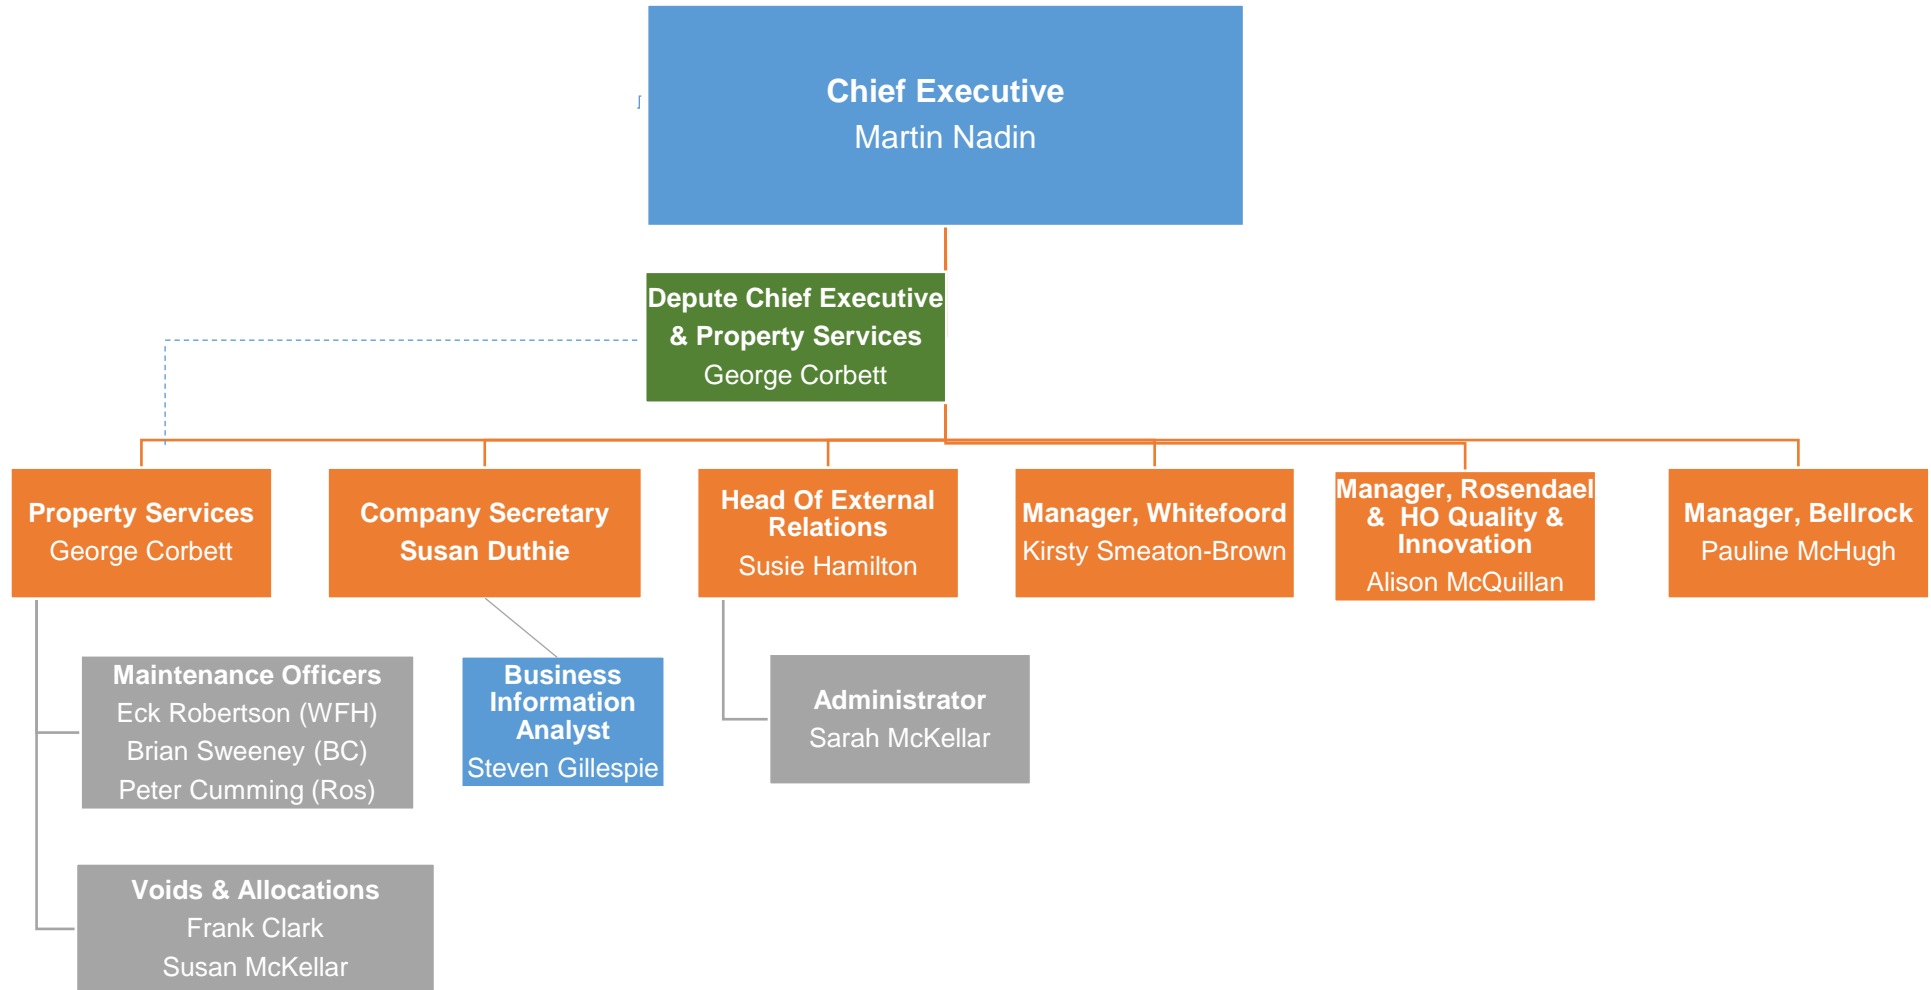 Chief Executive
Martin Nadin
Depute Chief Executive
& Property Services
George Corbett
Property Services
George Corbett
Company Secretary
Susan Duthie
Head Of External
Relations
Susie Hamilton
Manager, Whitefoord
Kirsty Smeaton-Brown
Manager, Rosendael
& HO Quality &
Innovation
Alison McQuillan
Manager, Bellrock
Pauline McHugh
Maintenance Officers
Eck Robertson (WFH)
Brian Sweeney (BC)
Peter Cumming (Ros)
Business
Information
Analyst
Steven Gillespie
Administrator
Sarah McKellar
Voids & Allocations
Frank Clark
Susan McKellar